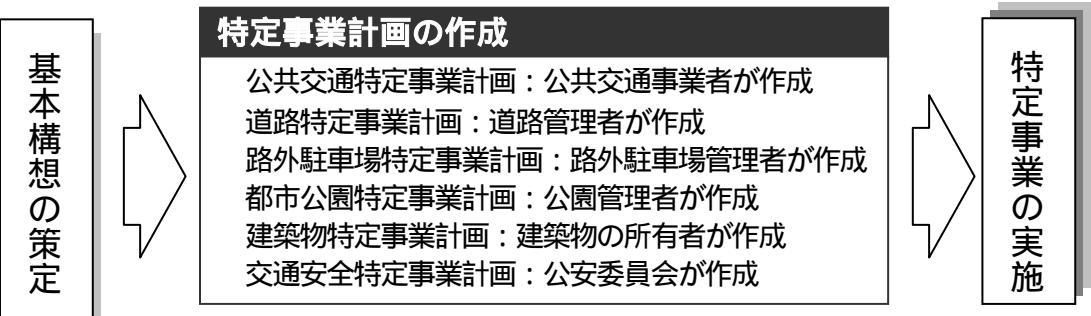 基本構想の策定
特定事業計画の作成
公共交通特定事業計画：公共交通事業者が作成
道路特定事業計画：道路管理者が作成
路外駐車場特定事業計画：路外駐車場管理者が作成
都市公園特定事業計画：公園管理者が作成
建築物特定事業計画：建築物の所有者が作成
交通安全特定事業計画：公安委員会が作成
特定事業の実施